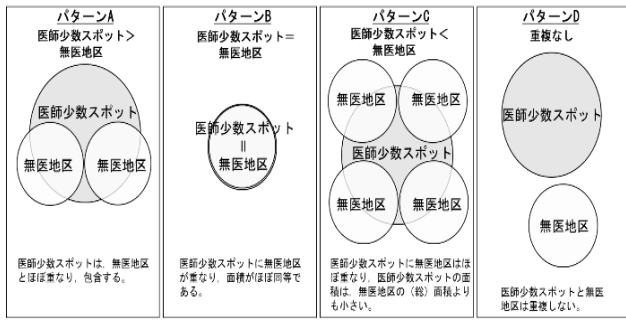 パターンA
医師少数スポット＞
無医地区
医師少数スポット
無医地区
無医地区
医師少数スポットは、無医地区
とほぼ重なり、包含する。
パターンB
医師少数スポット＝
無医地区
医師少数スポット
＝
無医地区
医師少数スポットに無医地区
が重なり、面積がほぼ同等で
ある。
パターンC
医師少数スポット＜
無医地区
無医地区
無医地区
医師少数スポット
無医地区
無医地区
医師少数スポットに無医地区はほ
ぼ重なり、医師少数スポットの面
積は、無医地区の（総）面積より
も小さい。
パターンD
重複なし
医師少数スポット
無医地区
医師少数スポットと無医
地区は重複しない。